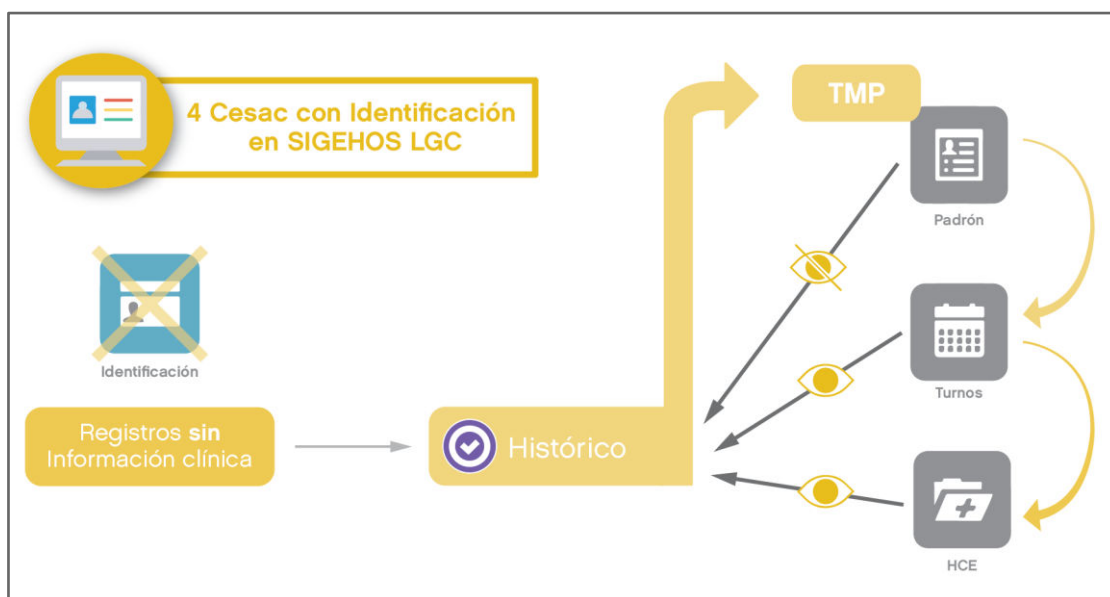 4 Cesac con Identificación
en SIGEHOS LGC
TMP
Padrón
Identificación
Turnos
Registros sin
Información clínica
Histórico
HCE